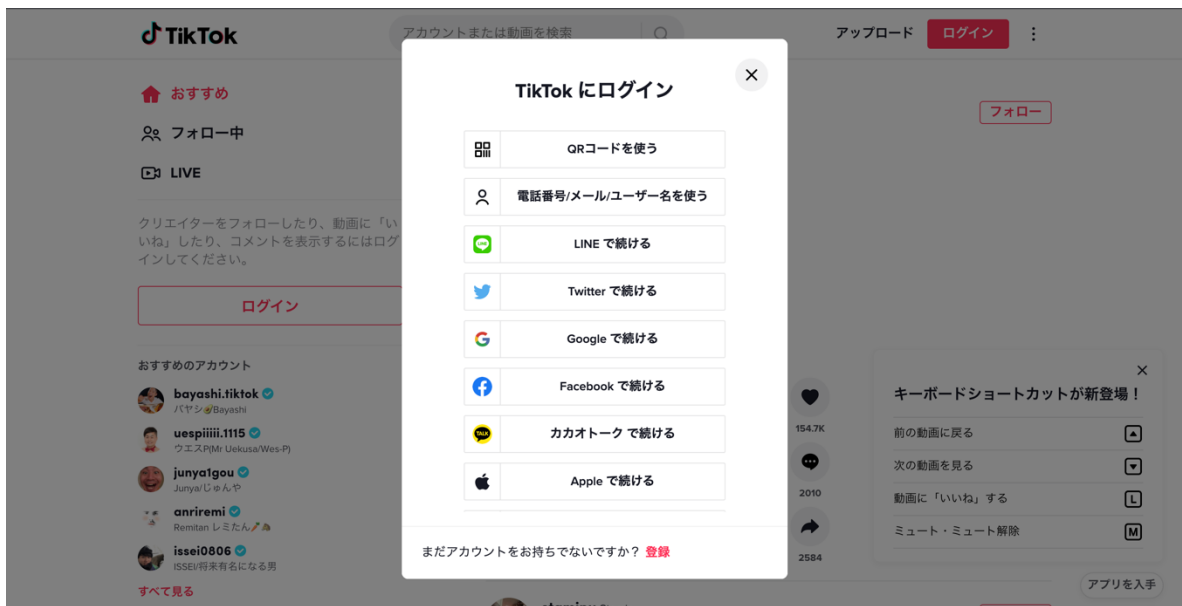 TikTok
アカウントまたは動画を検索
アップロード
ログイン
おすすめ
フォロー中
LIVE
クリエイターをフォローしたり、動画に「い
いね」したり、コメントを表示するにはログ
インしてください。
ログイン
おすすめのアカウント
bayashi.tiktok
バヤシ🥑Bayashi
uespiiiiii.1115
ウエスP(Mr Uekusa/Wes-P)
junya1gou
Junya/じゅんや
anriremi
Remitan レミたん
issei0806
ISSEI/将来有名になる男
すべて見る
TikTok にログイン
QRコードを使う
電話番号/メール/ユーザー名を使う
LINE で続ける
Twitter で続ける
Google で続ける
Facebook で続ける
カカオトーク で続ける
Apple で続ける
まだアカウントをお持ちでないですか？ 登録
フォロー
154.7K
2010
2584
キーボードショートカットが新登場！
前の動画に戻る
次の動画を見る
動画に「いいね」する L
ミュート・ミュート解除 M
アプリを入手